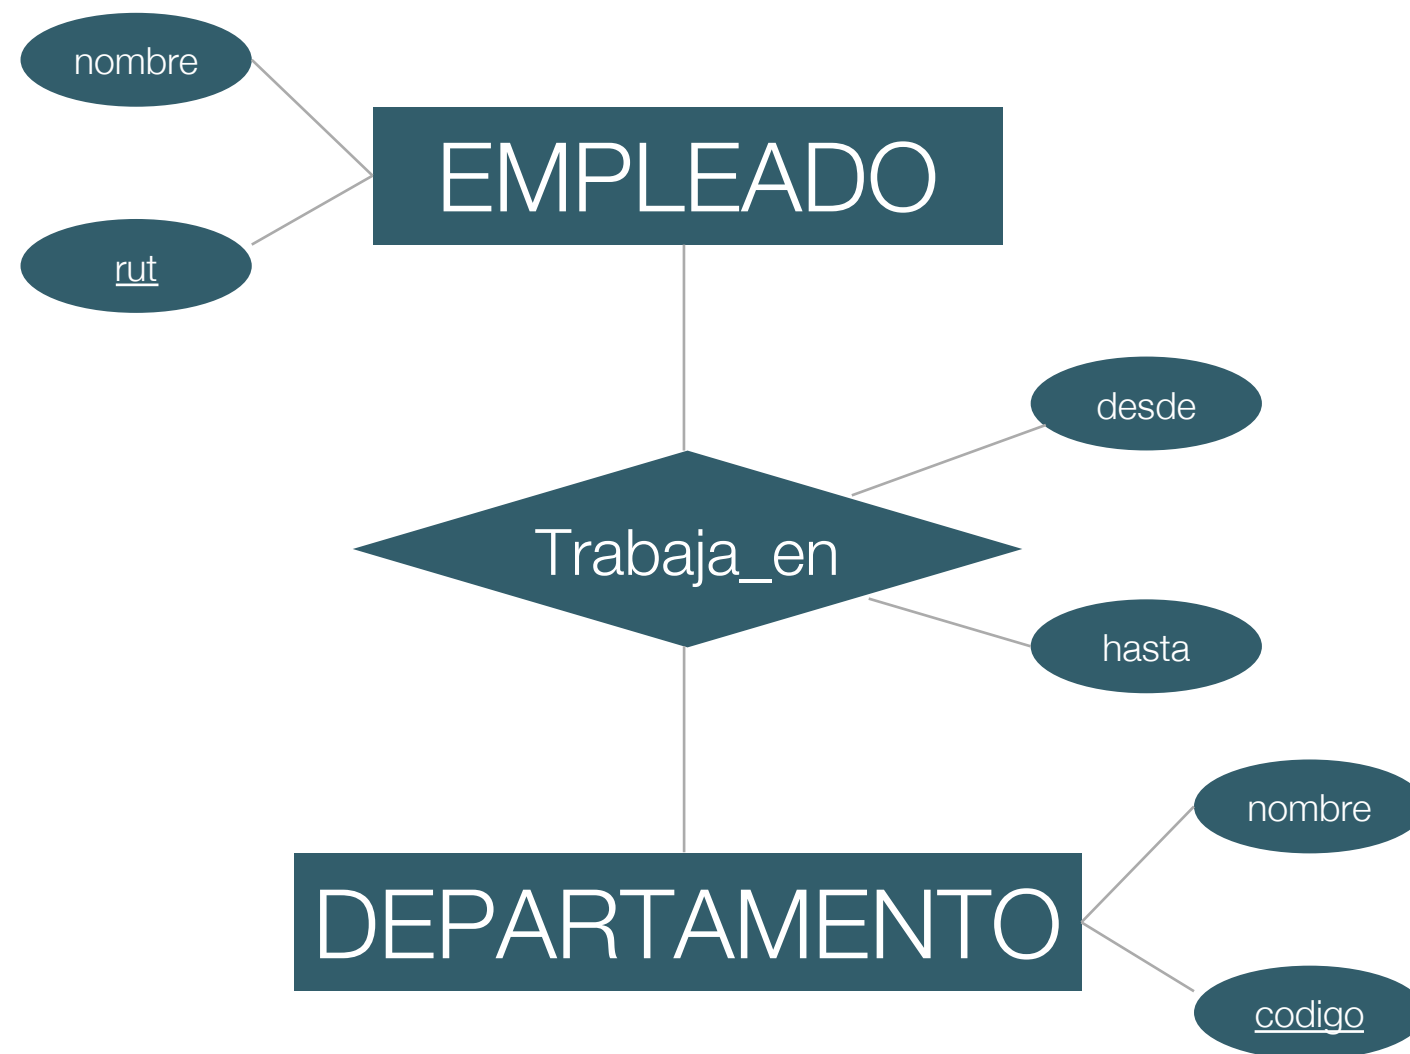 nombre
EMPLEADO
rut
desde
Trabaja_en
hasta
nombre
DEPARTAMENTO
codigo